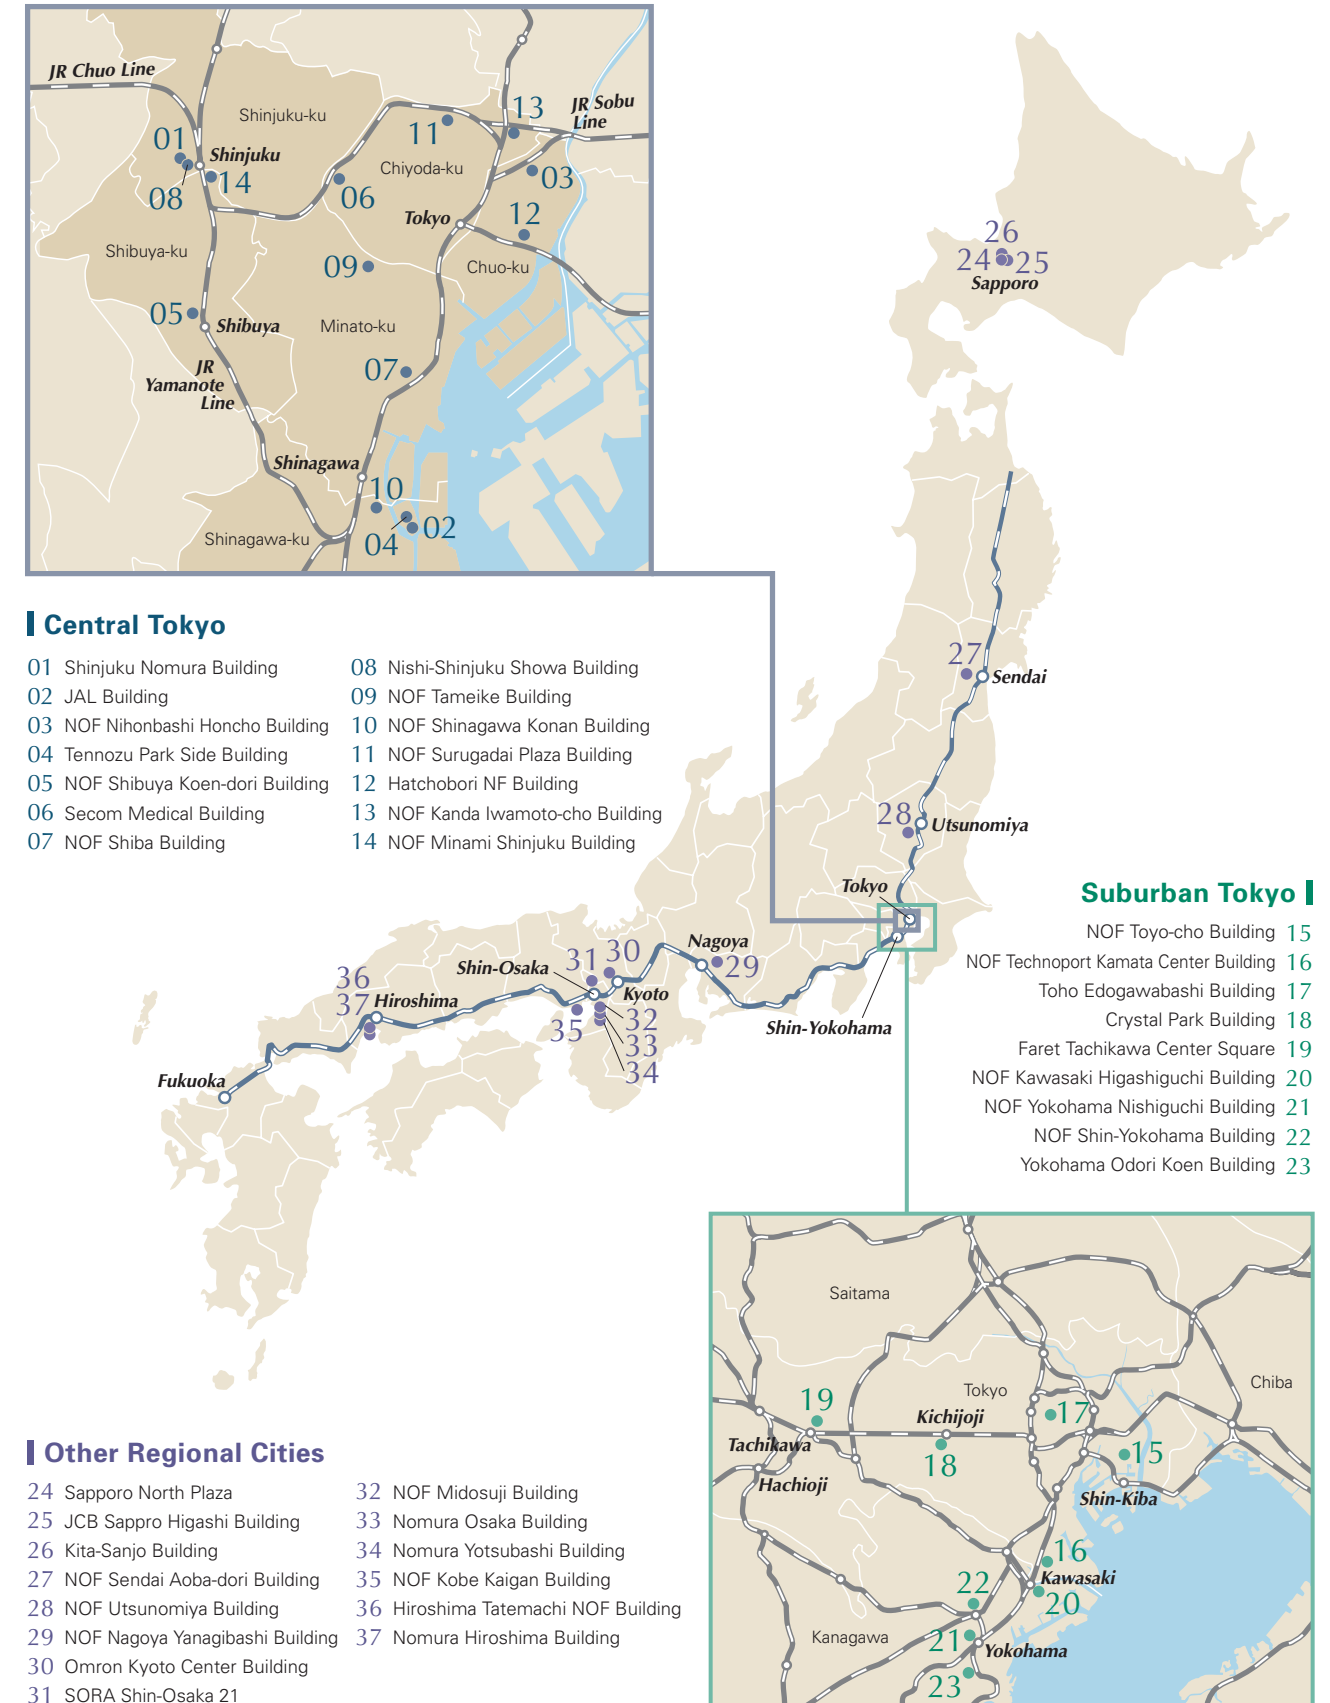 JR Chuo Line
Shinjuku-ku
13
JR Sobu
Line
11
01
Shinjuku
Chiyoda-ku
08
14
06
03
Tokyo
12
Shibuya-ku
09
Chuo-ku
05
Shibuya
Minato-ku
JR
Yamanote
Line
07
Shinagawa
10
Shinagawa-ku
04
02
26
24
25
Sapporo
27
Sendai
28
Utsunomiya
Tokyo
Nagoya
29
Shin-Osaka
31
30
Kyoto
36
37
Hiroshima
35
32
33
34
Shin-Yokohama
Fukuoka
Central Tokyo
01 Shinjuku Nomura Building
02 JAL Building
03 NOF Nihonbashi Honcho Building
04 Tennozu Park Side Building
05 NOF Shibuya Koen-dori Building
06 Secom Medical Building
07 NOF Shiba Building
08 Nishi-Shinjuku Showa Building
09 NOF Tameike Building
10 NOF Shinagawa Konan Building
11 NOF Surugadai Plaza Building
12 Hatchobori NF Building
13 NOF Kanda Iwamoto-cho Building
14 NOF Minami Shinjuku Building
Suburban Tokyo
NOF Toyo-cho Building 15
NOF Technoport Kamata Center Building 16
Toho Edogawabashi Building 17
Crystal Park Building 18
Faret Tachikawa Center Square 19
NOF Kawasaki Higashiguchi Building 20
NOF Yokohama Nishiguchi Building 21
NOF Shin-Yokohama Building 22
Yokohama Odori Koen Building 23
Saitama
Tokyo
Chiba
19
Kichijoji
17
Tachikawa
18
15
Hachioji
Shin-Kiba
16
Kawasaki
22
20
Kanagawa
21
Yokohama
23
Other Regional Cities
24 Sapporo North Plaza
25 JCB Sappro Higashi Building
26 Kita-Sanjo Building
27 NOF Sendai Aoba-dori Building
28 NOF Utsunomiya Building
29 NOF Nagoya Yanagibashi Building
30 Omron Kyoto Center Building
31 SORA Shin-Osaka 21
32 NOF Midosuji Building
33 Nomura Osaka Building
34 Nomura Yotsubashi Building
35 NOF Kobe Kaigan Building
36 Hiroshima Tatemachi NOF Building
37 Nomura Hiroshima Building